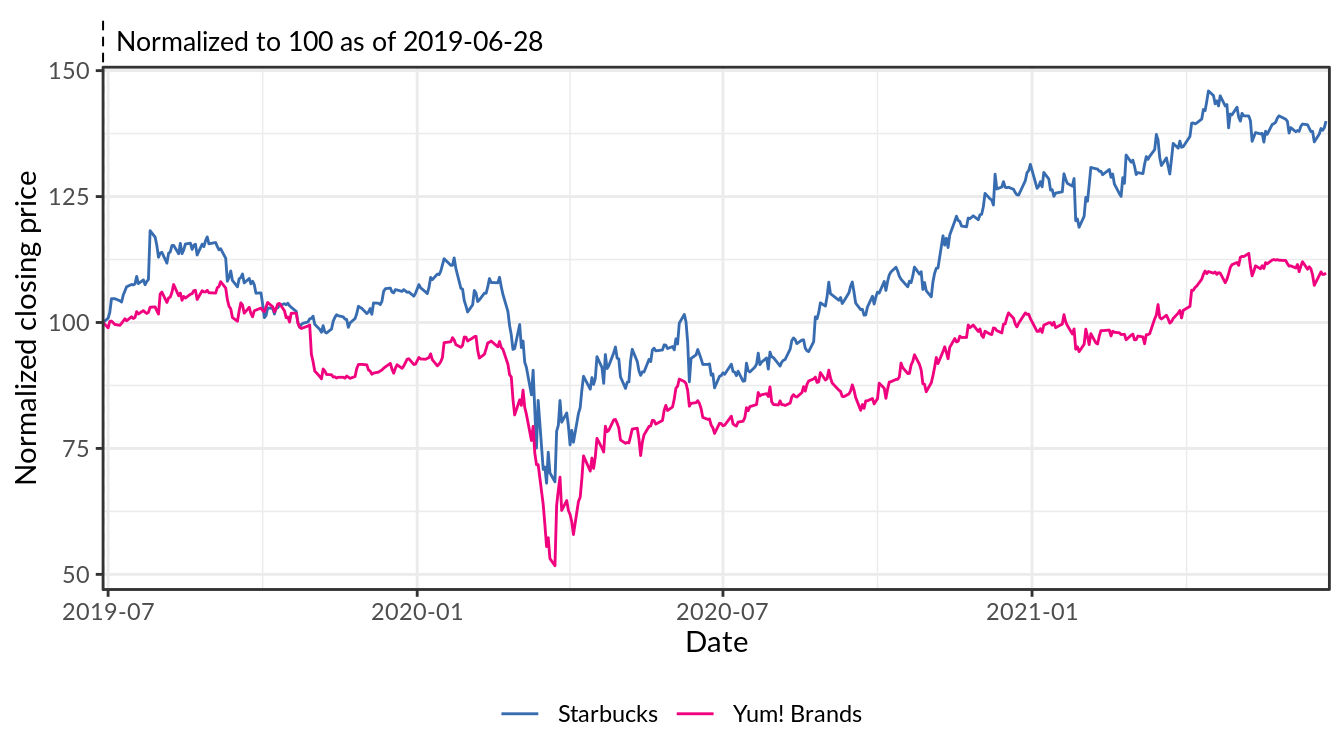 Normalized to 100 as of 2019-06-28
150
125
100
75
50
Normalized closing price
2019-07 2020-01 2020-07 2021-01
Date
Starbucks Yum! Brands